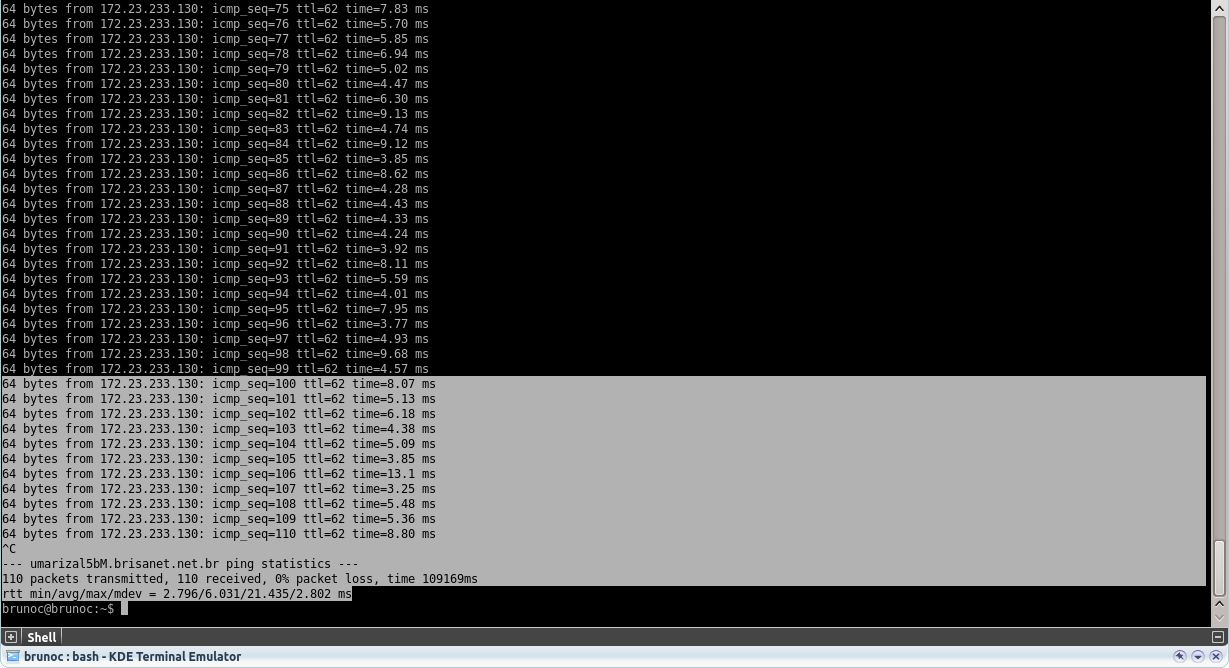 64 bytes from 172.23.233.130: icmp_seq=75 ttl=62 time=7.83 ms
64 bytes from 172.23.233.130: icmp_seq=76 ttl=62 time=5.70 ms
64 bytes from 172.23.233.130: icmp_seq=77 ttl=62 time=5.85 ms
64 bytes from 172.23.233.130: icmp_seq=78 ttl=62 time=6.94 ms
64 bytes from 172.23.233.130: icmp_seq=79 ttl=62 time=5.02 ms
64 bytes from 172.23.233.130: icmp_seq=80 ttl=62 time=4.47 ms
64 bytes from 172.23.233.130: icmp_seq=81 ttl=62 time=6.30 ms
64 bytes from 172.23.233.130: icmp_seq=82 ttl=62 time=9.13 ms
64 bytes from 172.23.233.130: icmp_seq=83 ttl=62 time=4.74 ms
64 bytes from 172.23.233.130: icmp_seq=84 ttl=62 time=9.12 ms
64 bytes from 172.23.233.130: icmp_seq=85 ttl=62 time=3.85 ms
64 bytes from 172.23.233.130: icmp_seq=86 ttl=62 time=8.62 ms
64 bytes from 172.23.233.130: icmp_seq=87 ttl=62 time=4.28 ms
64 bytes from 172.23.233.130: icmp_seq=88 ttl=62 time=4.43 ms
64 bytes from 172.23.233.130: icmp_seq=89 ttl=62 time=4.33 ms
64 bytes from 172.23.233.130: icmp_seq=90 ttl=62 time=4.24 ms
64 bytes from 172.23.233.130: icmp_seq=91 ttl=62 time=3.92 ms
64 bytes from 172.23.233.130: icmp_seq=92 ttl=62 time=8.11 ms
64 bytes from 172.23.233.130: icmp_seq=93 ttl=62 time=5.59 ms
64 bytes from 172.23.233.130: icmp_seq=94 ttl=62 time=4.01 ms
64 bytes from 172.23.233.130: icmp_seq=95 ttl=62 time=7.95 ms
64 bytes from 172.23.233.130: icmp_seq=96 ttl=62 time=3.77 ms
64 bytes from 172.23.233.130: icmp_seq=97 ttl=62 time=4.93 ms
64 bytes from 172.23.233.130: icmp_seq=98 ttl=62 time=9.68 ms
64 bytes from 172.23.233.130: icmp_seq=99 ttl=62 time=4.57 ms
64 bytes from 172.23.233.130: icmp_seq=100 ttl=62 time=8.07 ms
64 bytes from 172.23.233.130: icmp_seq=101 ttl=62 time=5.13 ms
64 bytes from 172.23.233.130: icmp_seq=102 ttl=62 time=6.18 ms
64 bytes from 172.23.233.130: icmp_seq=103 ttl=62 time=4.38 ms
64 bytes from 172.23.233.130: icmp_seq=104 ttl=62 time=5.09 ms
64 bytes from 172.23.233.130: icmp_seq=105 ttl=62 time=3.85 ms
64 bytes from 172.23.233.130: icmp_seq=106 ttl=62 time=13.1 ms
64 bytes from 172.23.233.130: icmp_seq=107 ttl=62 time=3.25 ms
64 bytes from 172.23.233.130: icmp_seq=108 ttl=62 time=5.48 ms
64 bytes from 172.23.233.130: icmp_seq=109 ttl=62 time=5.36 ms
64 bytes from 172.23.233.130: icmp_seq=110 ttl=62 time=8.80 ms
^C
--- umarizal5bM.brisanet.net.br ping statistics ---
110 packets transmitted, 110 received, 0% packet loss, time 109169ms
rtt min/avg/max/mdev = 2.796/6.031/21.435/2.802 ms
brunoc@brunoc:~$
Shell
brunoc : bash - KDE Terminal Emulator